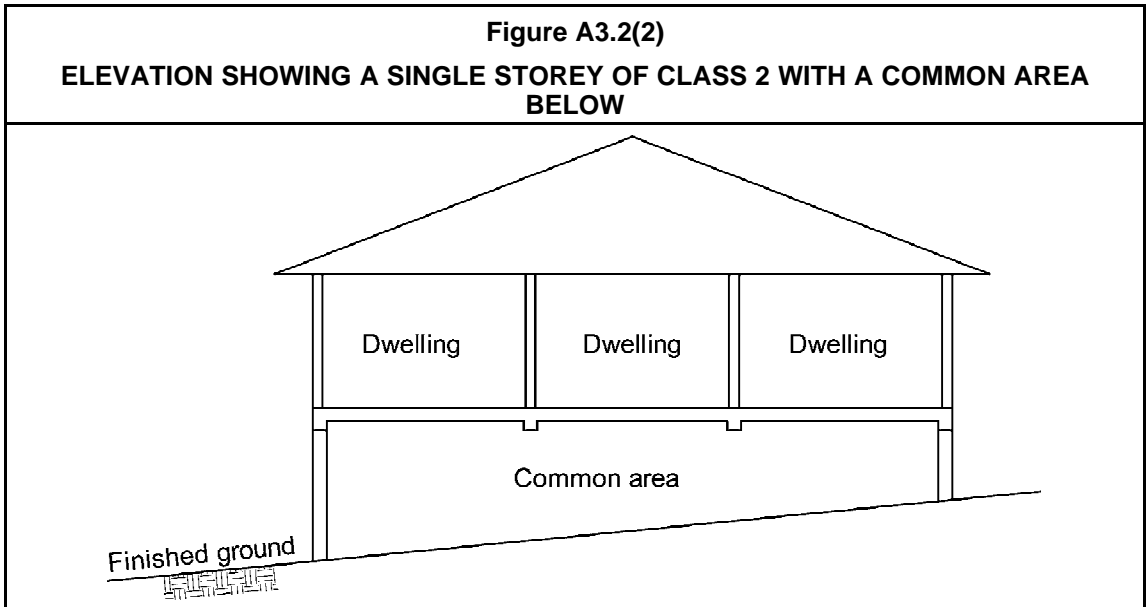 Figure A3.2(2)
ELEVATION SHOWING A SINGLE STOREY OF CLASS 2 WITH A COMMON AREA
BELOW
Dwelling Dwelling Dwelling
Common area
Finished ground